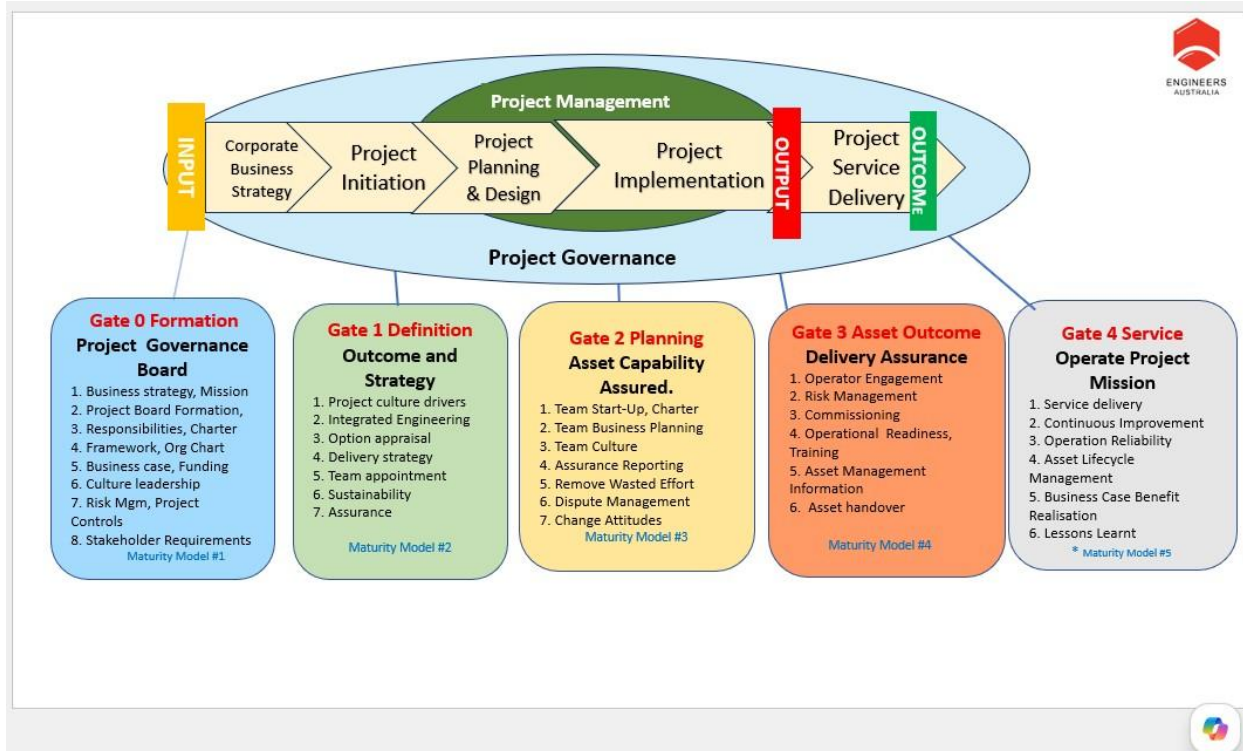 ENGINEERS
AUSTRALIA
Project Management
INPUT
Corporate
Business
Strategy
Project
Initiation
Project
Planning
& Design
Project
Implementation
OUTPUT
Project
Service
Delivery
OUTCOME
Project Governance
Gate 0 Formation
Project Governance
Board
1. Business strategy, Mission
2. Project Board Formation,
3. Responsibilities, Charter
4. Framework, Org Chart
5. Business case, Funding
6. Culture leadership
7. Risk Mgm, Project
Controls
8. Stakeholder Requirements
Maturity Model #1
Gate 1 Definition
Outcome and
Strategy
1. Project culture drivers
2. Integrated Engineering
3. Option appraisal
4. Delivery strategy
5. Team appointment
6. Sustainability
7. Assurance
Maturity Model #2
Gate 2 Planning
Asset Capability
Assured.
1. Team Start-Up, Charter
2. Team Business Planning
3. Team Culture
4. Assurance Reporting
5. Remove Wasted Effort
6. Dispute Management
7. Change Attitudes
Maturity Model #3
Gate 3 Asset Outcome
Delivery Assurance
1. Operator Engagement
2. Risk Management
3. Commissioning
4. Operational Readiness,
Training
5. Asset Management
Information
6. Asset handover
Maturity Model #4
Gate 4 Service
Operate Project
Mission
1. Service delivery
2. Continuous Improvement
3. Operation Reliability
4. Asset Lifecycle
Management
5. Business Case Benefit
Realisation
6. Lessons Learnt
* Maturity Model #5